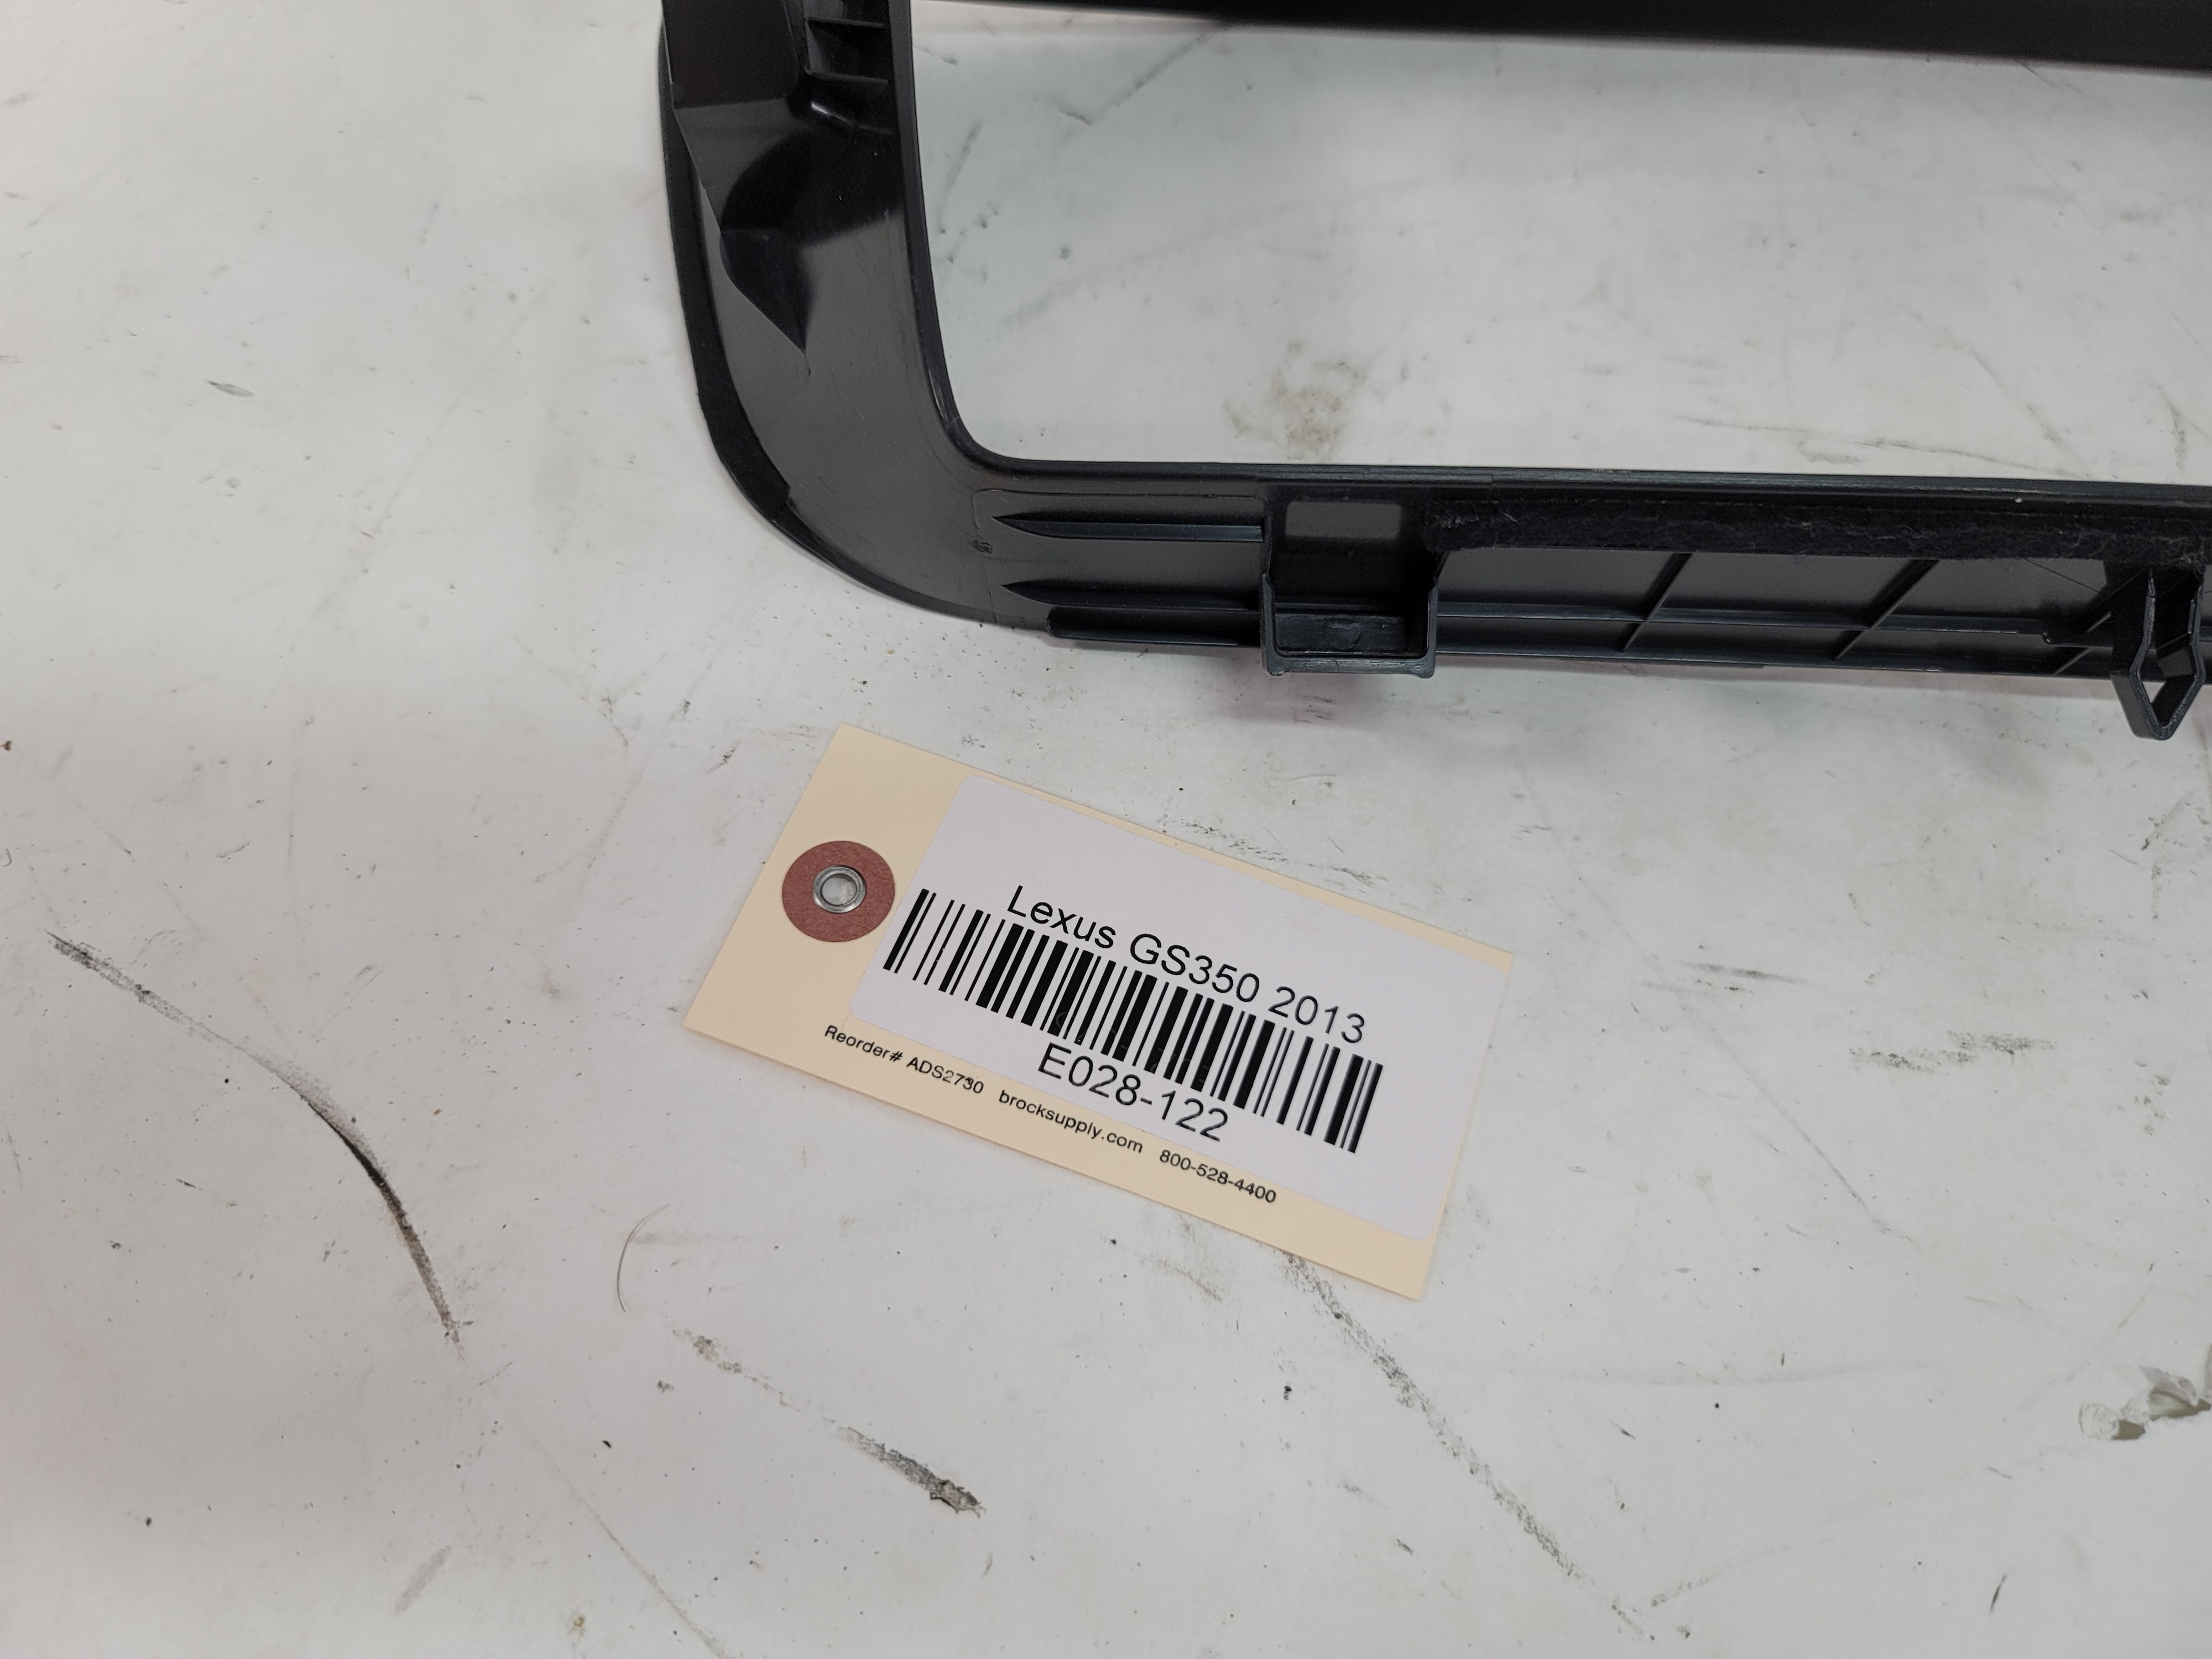 Lexus GS350 2013
E028-122
Reorder# ADS2730 brocksupply.com 800-528-4400